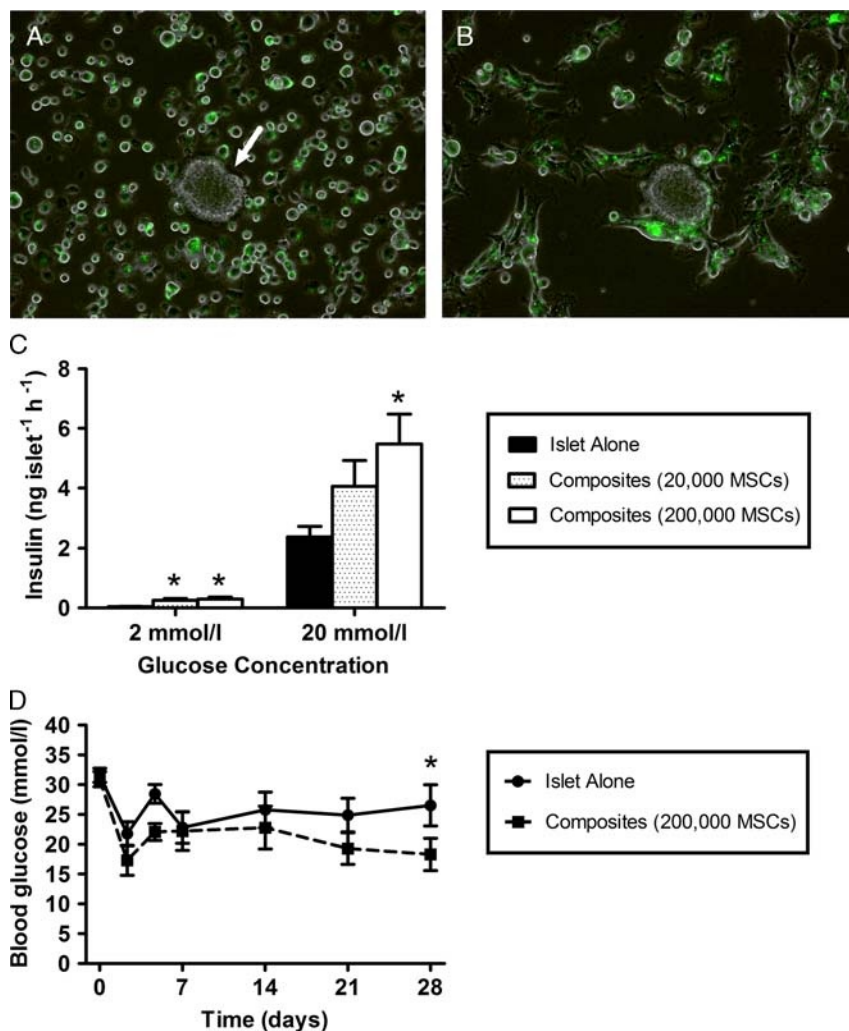 A
B
C
8
6
4
2
0
Insulin (ng islet⁻¹ h⁻¹)
* *
*
2 mmol/l 20 mmol/l
Glucose Concentration
Islet Alone
Composites (20,000 MSCs)
Composites (200,000 MSCs)
D
40
35
30
25
20
15
10
5
0
Blood glucose (mmol/l)
*
0 7 14 21 28
Time (days)
Islet Alone
Composites (200,000 MSCs)